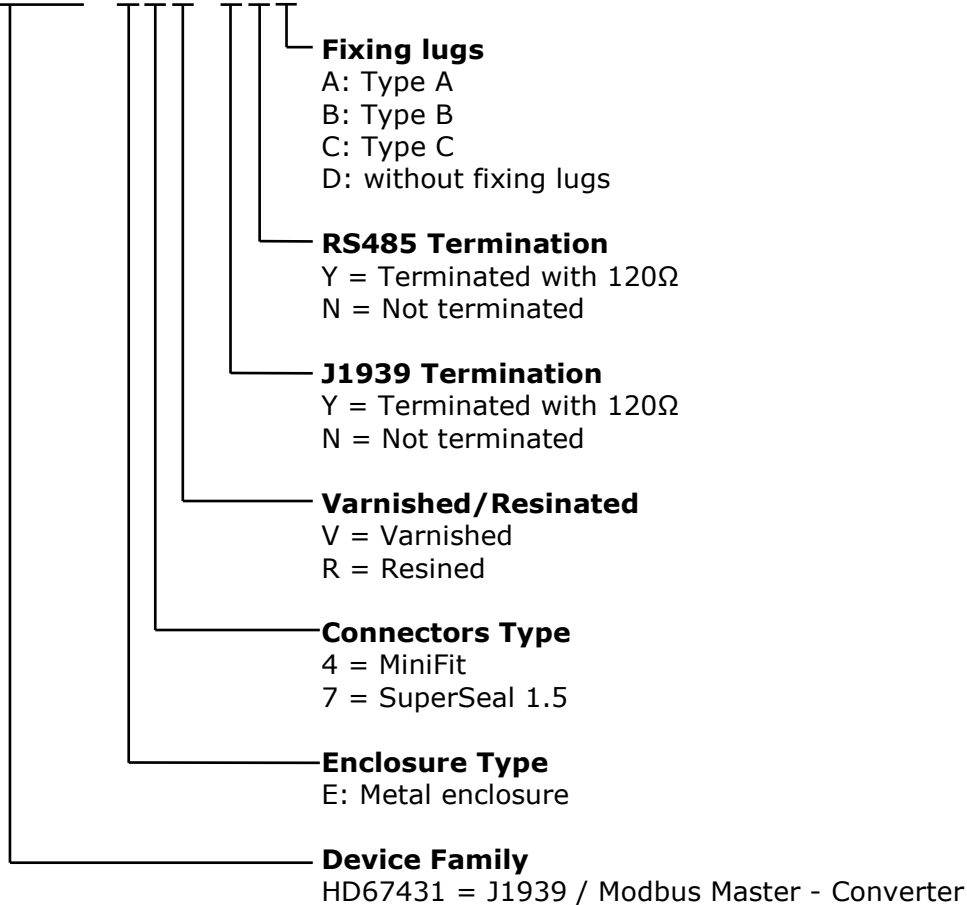 Fixing lugs
A: Type A
B: Type B
C: Type C
D: without fixing lugs
RS485 Termination
Y = Terminated with 120Ω
N = Not terminated
J1939 Termination
Y = Terminated with 120Ω
N = Not terminated
Varnished/Resinated
V = Varnished
R = Resined
Connectors Type
4 = MiniFit
7 = SuperSeal 1.5
Enclosure Type
E: Metal enclosure
Device Family
HD67431 = J1939 / Modbus Master - Converter